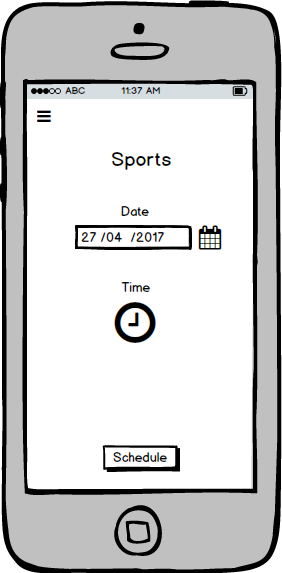 ABC 11:37 AM
Sports
Date
27 /04 /2017
Time
Schedule